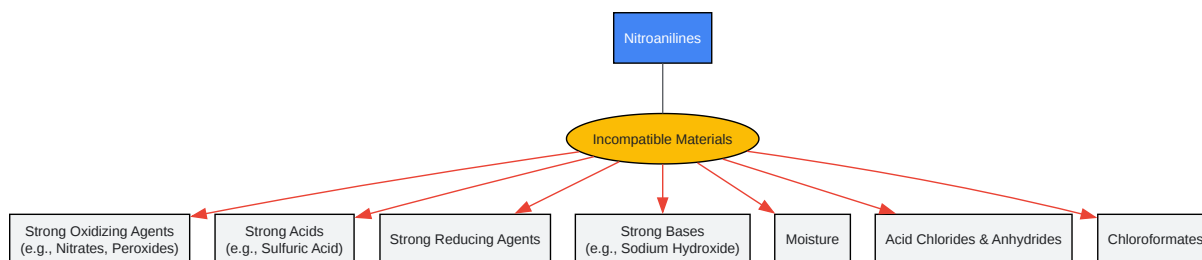 Nitroanilines
Incompatible Materials
Strong Oxidizing Agents
(e.g., Nitrates, Peroxides)
Strong Acids
(e.g., Sulfuric Acid)
Strong Reducing Agents
Strong Bases
(e.g., Sodium Hydroxide)
Moisture
Acid Chlorides & Anhydrides
Chloroformates